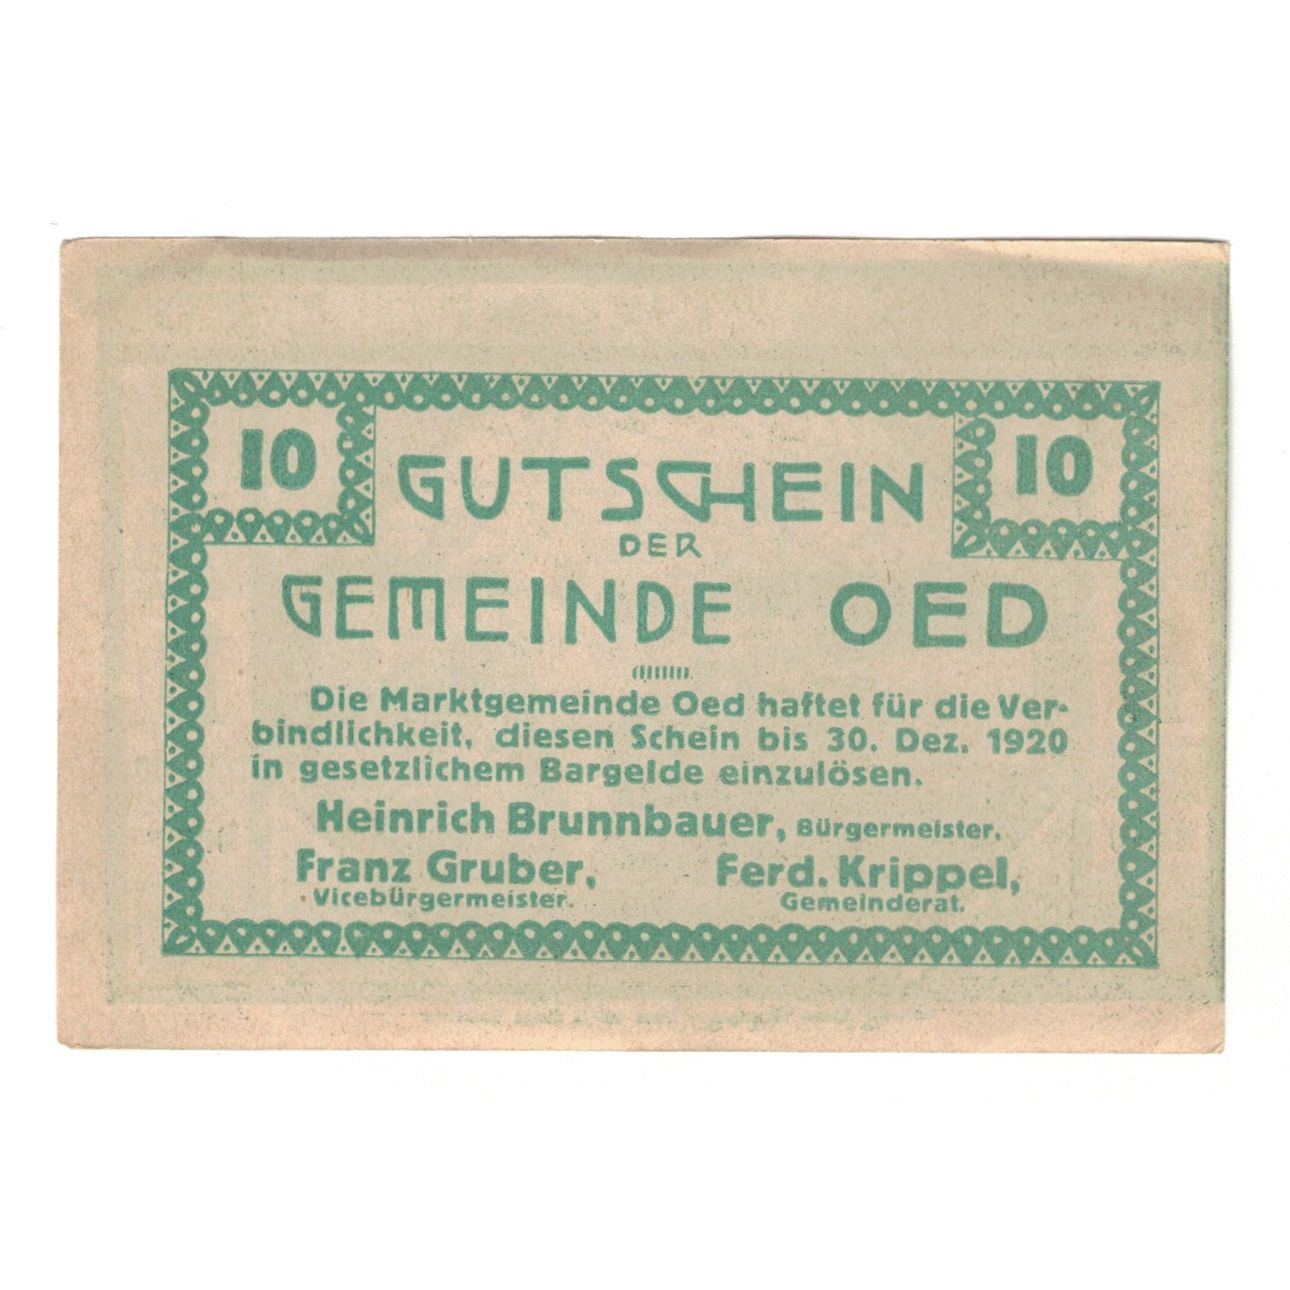 10 GUTSCHEIN 10
DER
GEMEINDE OED
Die Marktgemeinde Oed haftet für die Ver-
bindlichkeit, diesen Schein bis 30. Dez. 1920
in gesetzlichem Bargelde einzulösen.
Heinrich Brunnbauer, Bürgermeister.
Franz Gruber, Ferd. Krippel,
Vicebürgermeister. Gemeinderat.